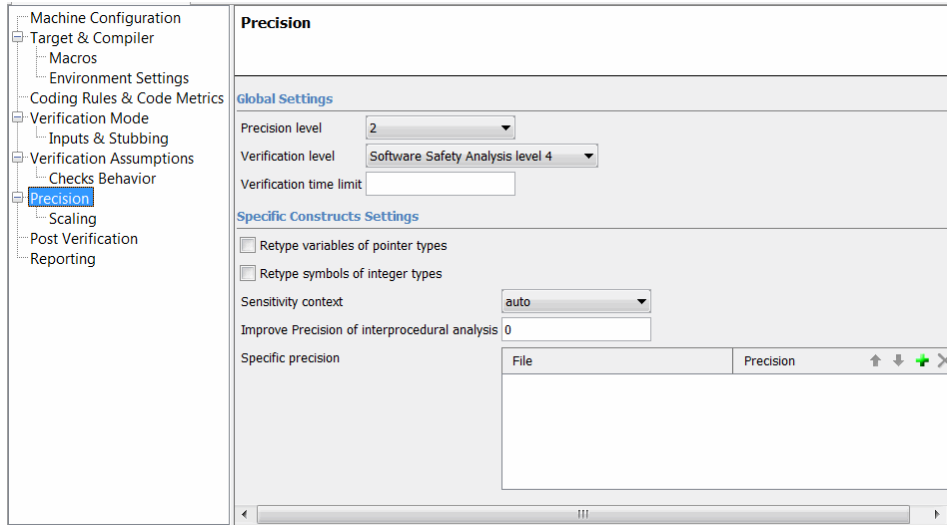 Machine Configuration
Target & Compiler
Macros
Environment Settings
Coding Rules & Code Metrics
Verification Mode
Inputs & Stubbing
Verification Assumptions
Checks Behavior
Precision
Scaling
Post Verification
Reporting
Precision
Global Settings
Precision level 2
Verification level Software Safety Analysis level 4
Verification time limit
Specific Constructs Settings
Retype variables of pointer types
Retype symbols of integer types
Sensitivity context auto
Improve Precision of interprocedural analysis 0
Specific precision File Precision